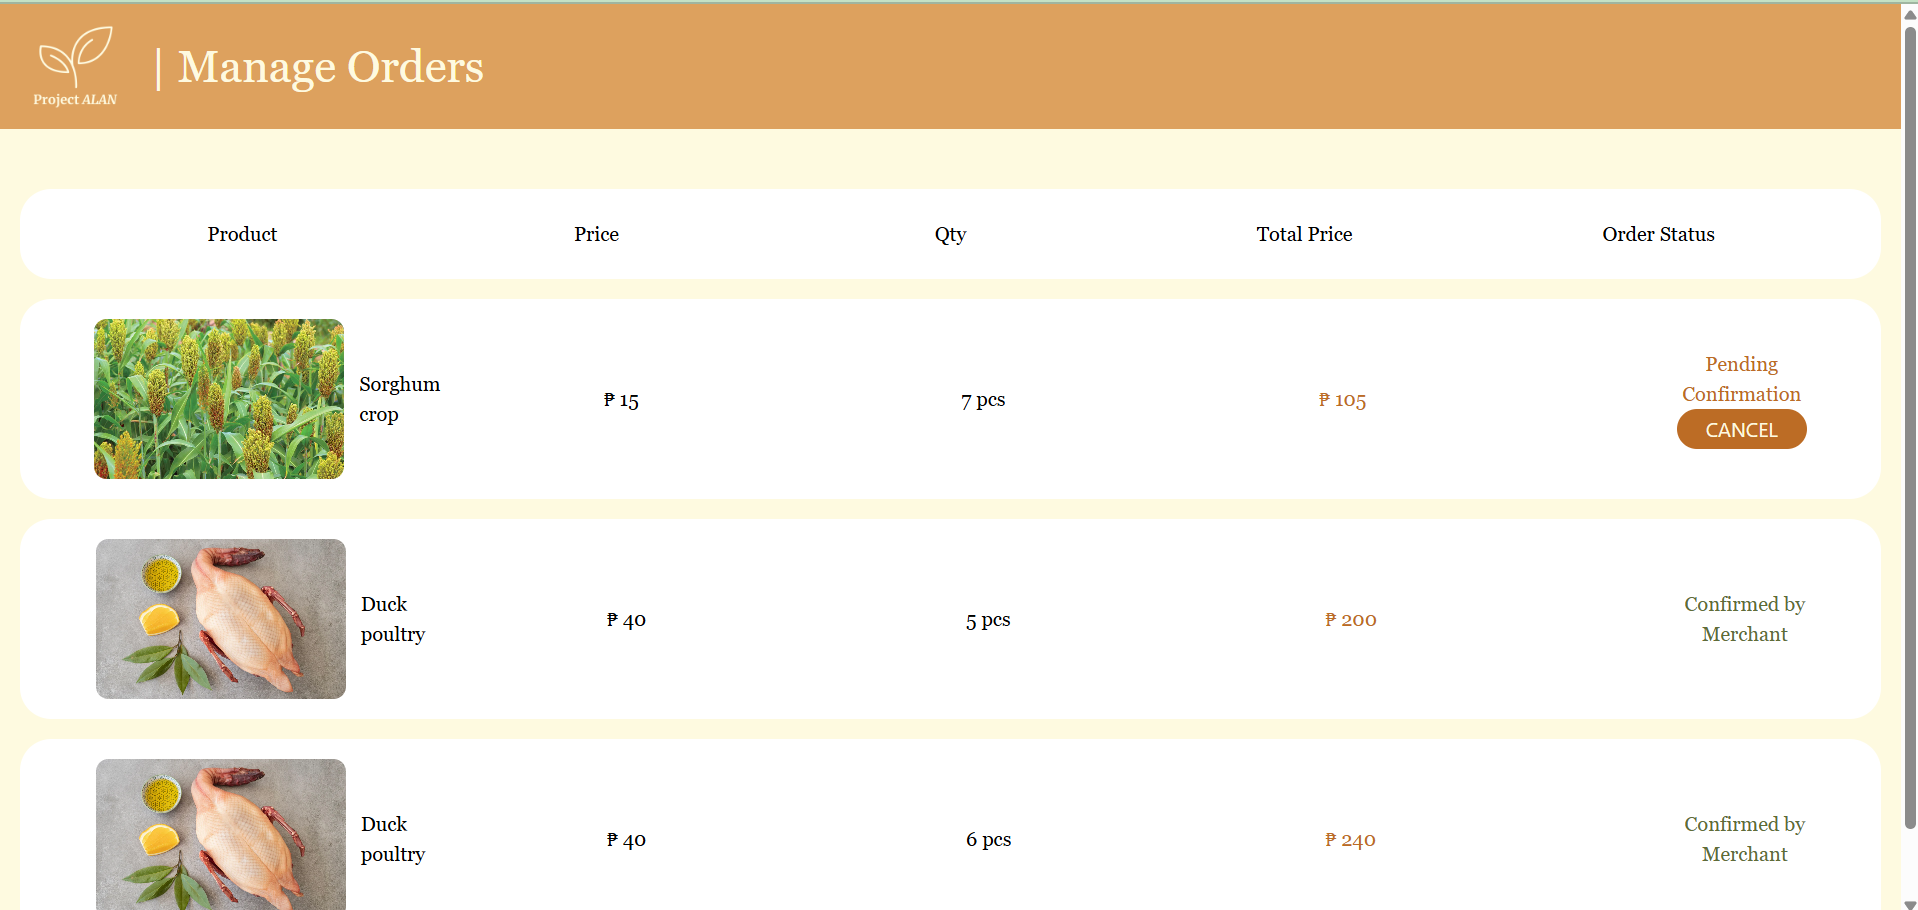 Project ALAN
| Manage Orders
Product Price Qty Total Price Order Status
Sorghum
crop
₱ 15
7 pcs
₱ 105
Pending
Confirmation
CANCEL
Duck
poultry
₱ 40
5 pcs
₱ 200
Confirmed by
Merchant
Duck
poultry
₱ 40
6 pcs
₱ 240
Confirmed by
Merchant